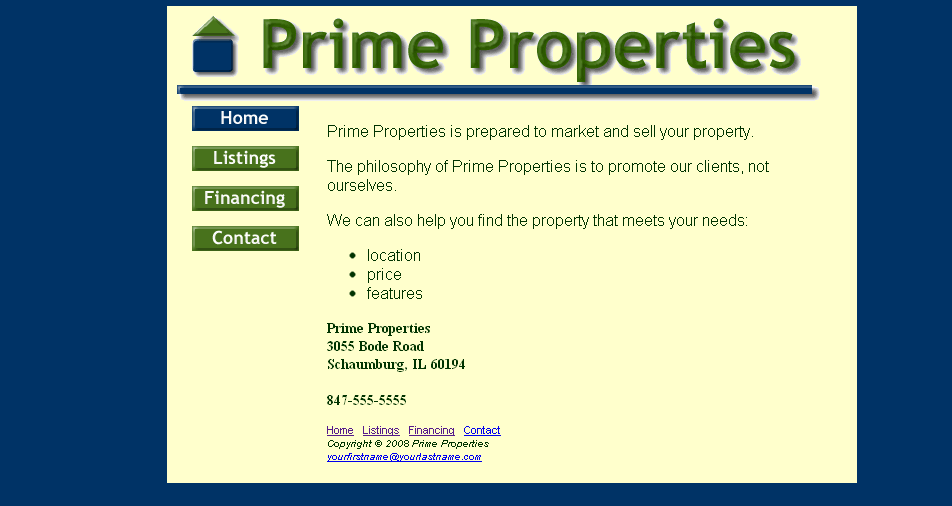 Prime Properties
Home
Listings
Financing
Contact
Prime Properties is prepared to market and sell your property.
The philosophy of Prime Properties is to promote our clients, not
ourselves.
We can also help you find the property that meets your needs:
• location
• price
• features
Prime Properties
3055 Bode Road
Schaumburg, IL 60194
847-555-5555
Home Listings Financing Contact
Copyright © 2008 Prime Properties
yourfirstname@yourlastname.com